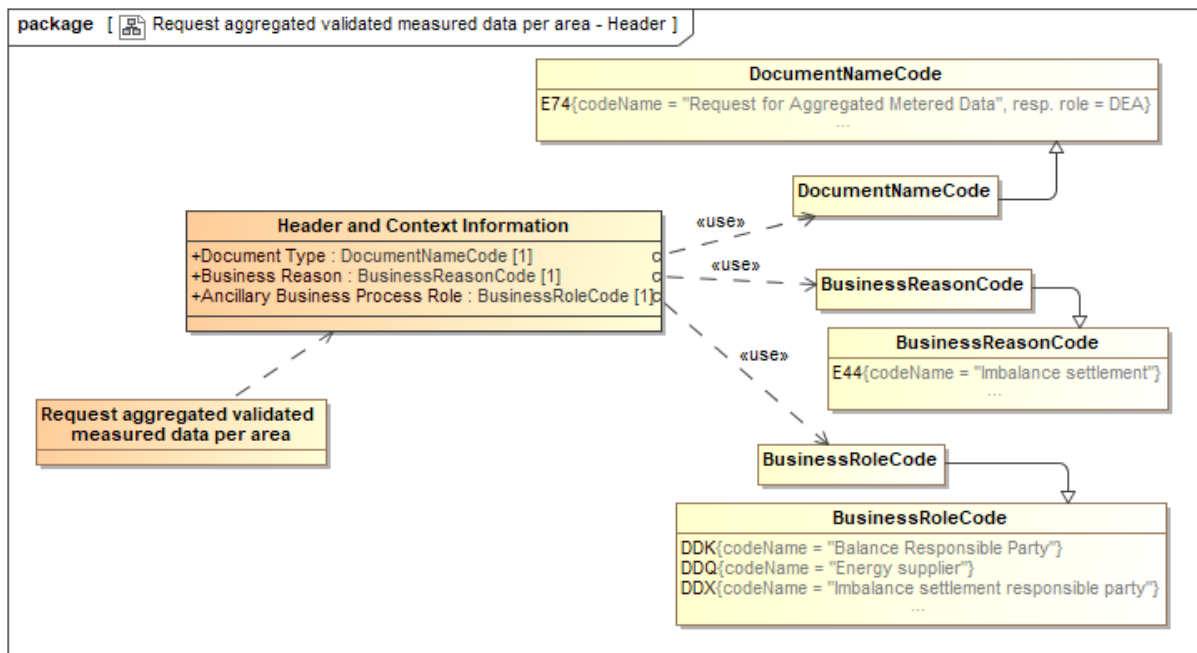 package [ Request aggregated validated measured data per area - Header ]
DocumentNameCode
E74{codeName = "Request for Aggregated Metered Data", resp. role = DEA}
...
DocumentNameCode
Header and Context Information
+Document Type : DocumentNameCode [1] c
+Business Reason : BusinessReasonCode [1] c
+Ancillary Business Process Role : BusinessRoleCode [1]c
«use»
«use»
«use»
BusinessReasonCode
BusinessReasonCode
E44{codeName = "Imbalance settlement"}
...
Request aggregated validated
measured data per area
BusinessRoleCode
BusinessRoleCode
DDK{codeName = "Balance Responsible Party"}
DDQ{codeName = "Energy supplier"}
DDX{codeName = "Imbalance settlement responsible party"}
...